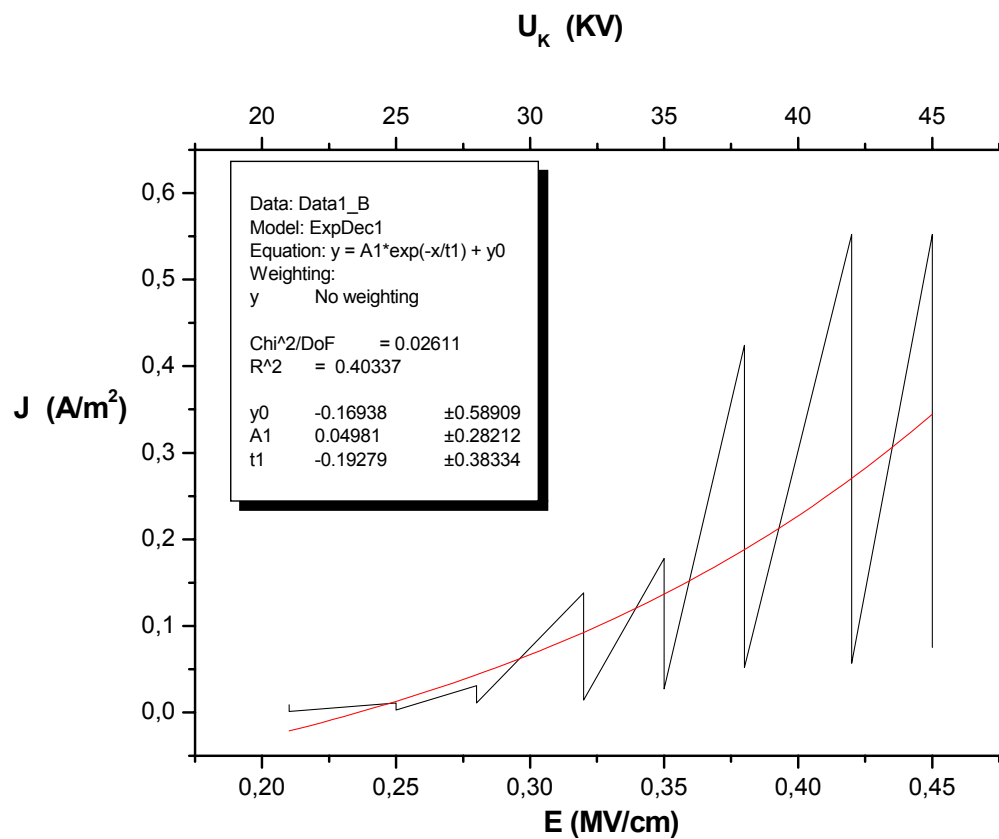 U_K (KV)
20 25 30 35 40 45
0,6
0,5
0,4
0,3
0,2
0,1
0,0
J (A/m²)
Data: Data1_B
Model: ExpDec1
Equation: y = A1*exp(-x/t1) + y0
Weighting:
y No weighting
Chi^2/DoF = 0.02611
R^2 = 0.40337
y0 -0.16938 ±0.58909
A1 0.04981 ±0.28212
t1 -0.19279 ±0.38334
0,20 0,25 0,30 0,35 0,40 0,45
E (MV/cm)